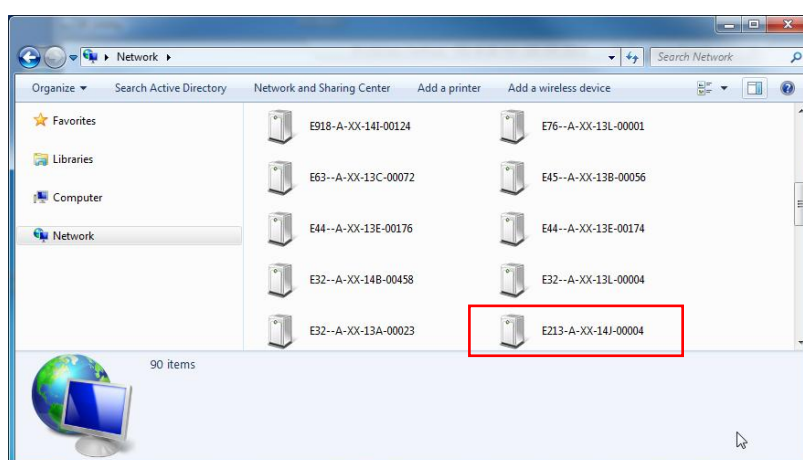 Network
Search Network
Organize
Search Active Directory
Network and Sharing Center
Add a printer
Add a wireless device
Favorites
Libraries
Computer
Network
E918-A-XX-14I-00124
E76--A-XX-13L-00001
E63--A-XX-13C-00072
E45--A-XX-13B-00056
E44--A-XX-13E-00176
E44--A-XX-13E-00174
E32--A-XX-14B-00458
E32--A-XX-13L-00004
E32--A-XX-13A-00023
E213-A-XX-14J-00004
90 items